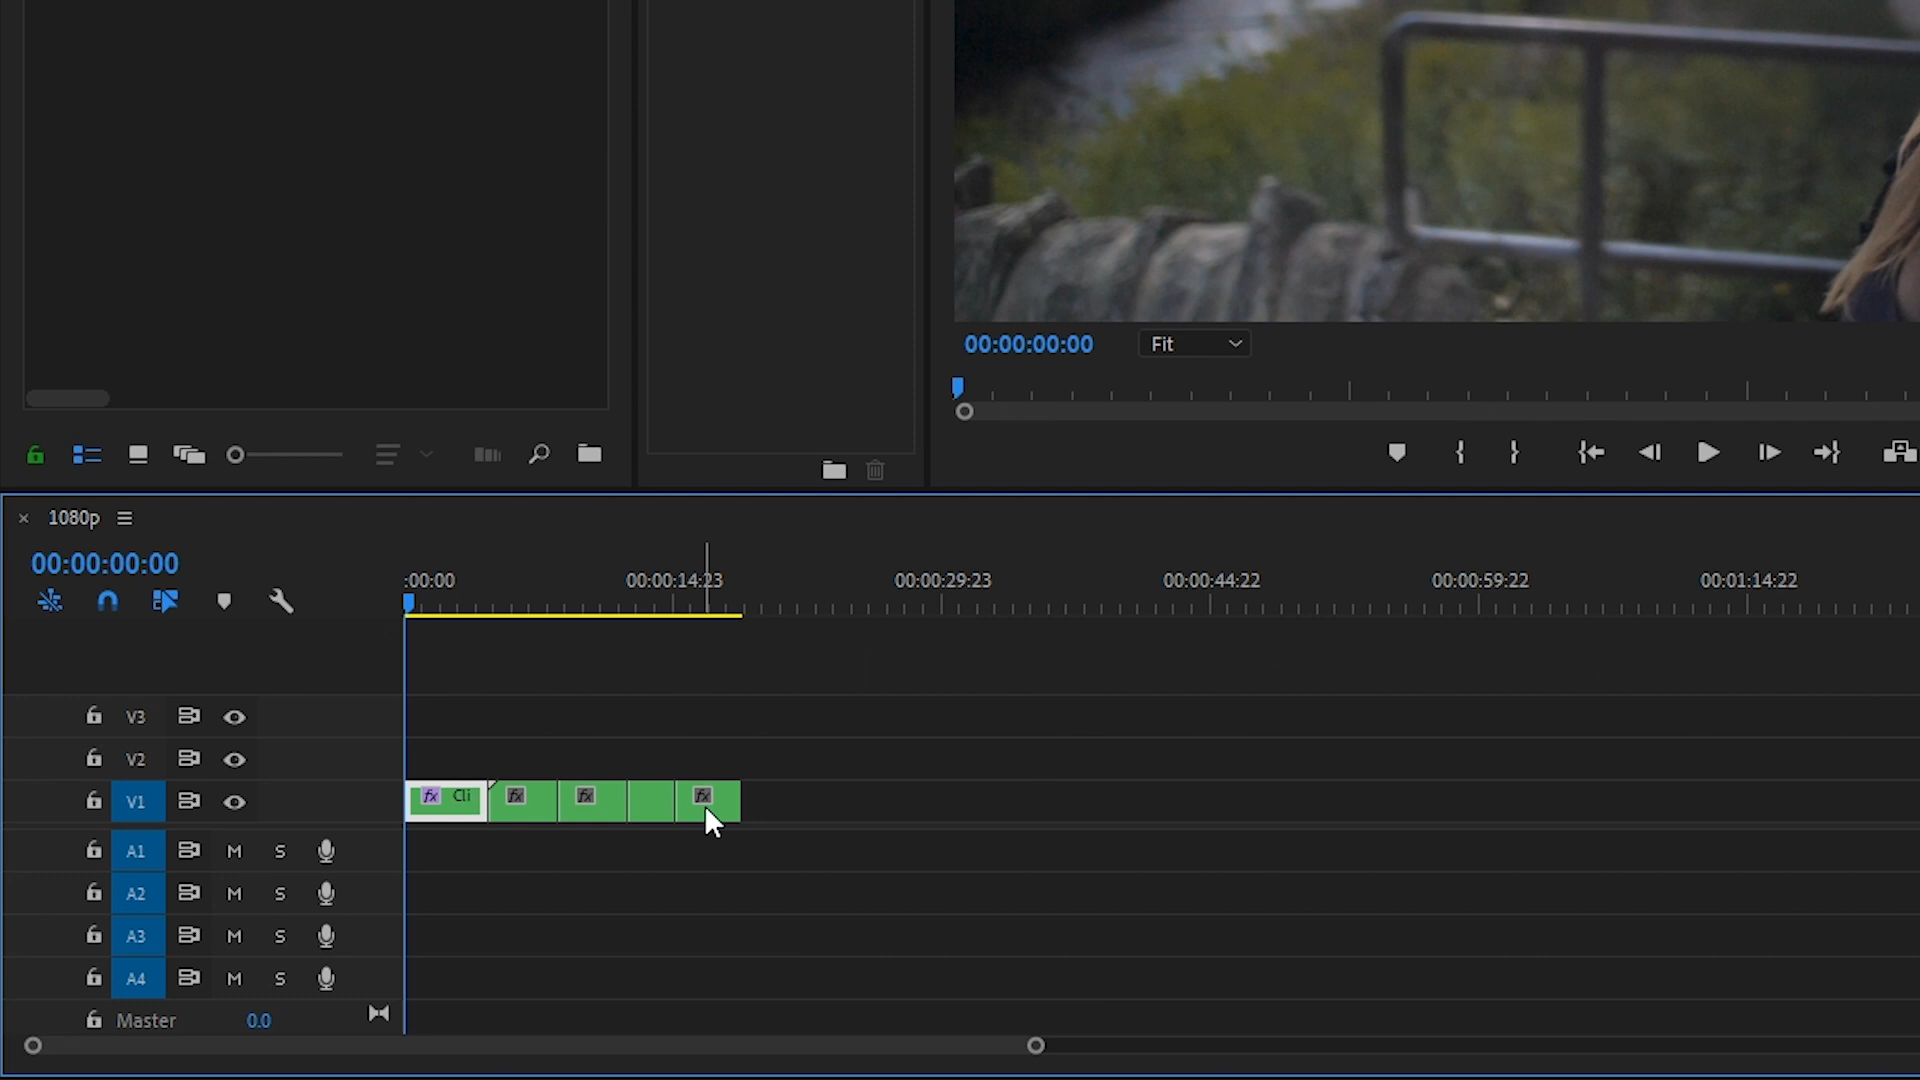 00:00:00:00 Fit
1080p
00:00:00:00
:00:00 00:00:14:23 00:00:29:23 00:00:44:22 00:00:59:22 00:01:14:22
V3
V2
V1 fx Cli fx fx fx
A1 M S
A2 M S
A3 M S
A4 M S
Master 0.0